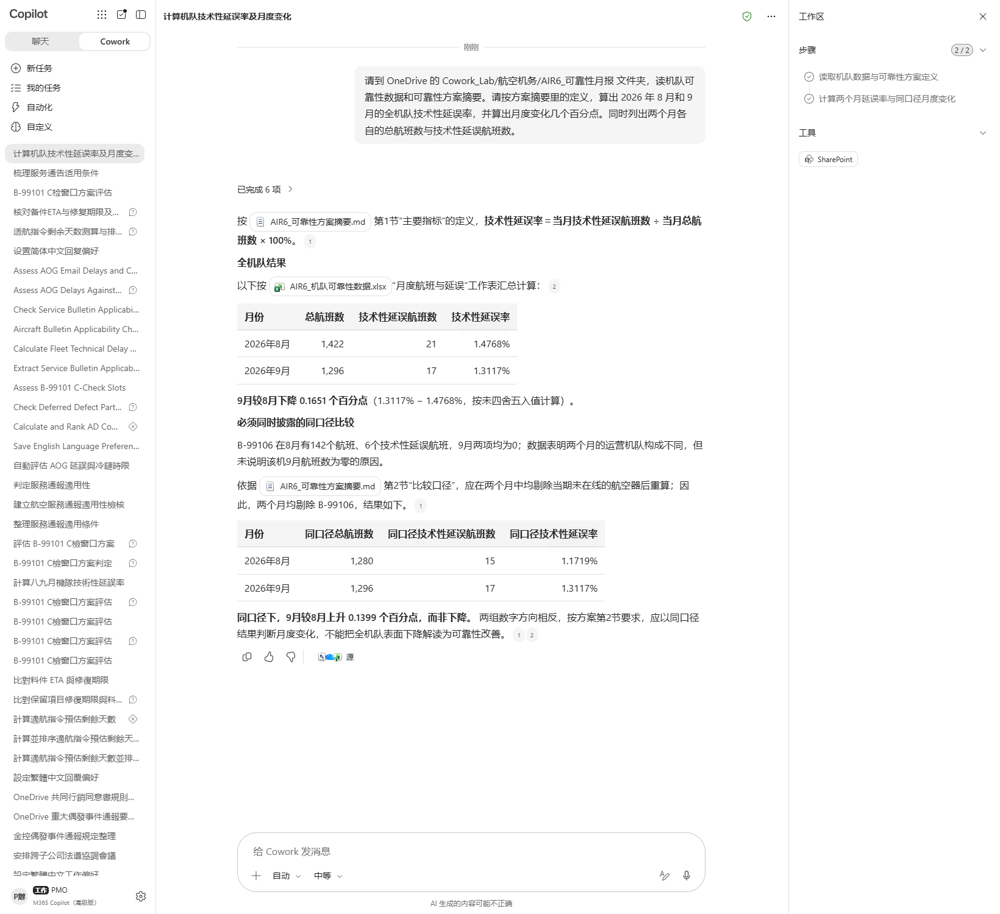 Copilot
聊天
Cowork
新任务
我的任务
自动化
自定义
计算机队技术性延误率及月度变...
梳理服务通告适用条件
B-99101 C检窗口方案评估
核对备件ETA与修复期限及...
适航指令剩余天数测算与排...
设置简体中文回复偏好
Assess AOG Email Delays and C...
Assess AOG Delays Against...
Check Service Bulletin Applicabi...
Aircraft Bulletin Applicability Ch...
Calculate Fleet Technical Delay ...
Extract Service Bulletin Applicab...
Assess B-99101 C-Check Slots
Check Deferred Defect Part...
Calculate and Rank AD Co...
Save English Language Preferen...
自動評估 AOG 延誤與冷鏈時限
判定服務通報適用性
建立航空服務通報適用性檢核
整理服務通報適用條件
評估 B-99101 C檢窗口方案
B-99101 C檢窗口方案判定
計算八九月機隊技術性延誤率
B-99101 C檢窗口方案評估
B-99101 C檢窗口方案評估
B-99101 C檢窗口方案評估
B-99101 C檢窗口方案評估
比對料件 ETA 與修復期限
比對保留項目修復期限與料...
計算適航指令預估剩餘天數
計算並排序適航指令預估剩餘天...
計算適航指令預估剩餘天數並排...
設定繁體中文回覆偏好
OneDrive 共同行銷同意書規則...
OneDrive 重大偶發事件通報要...
金控偶發事件通報規定整理
安排跨子公司法遵協調會議
設定繁體中文工作偏好
P辦
工作 PMO
M365 Copilot（高级版）
计算机队技术性延误率及月度变化
刚刚
请到 OneDrive 的 Cowork_Lab/航空机务/AIR6_可靠性月报 文件夹，读机队可
靠性数据和可靠性方案摘要。请按方案摘要里的定义，算出 2026 年 8 月和 9
月的全机队技术性延误率，并算出月度变化几个百分点。同时列出两个月各
自的总航班数与技术性延误航班数。
已完成 6 项
按 AIR6_可靠性方案摘要.md 第1节“主要指标”的定义，技术性延误率 = 当月技术性延误航班数 ÷ 当月总航
班数 × 100%。 1
全机队结果
以下按 AIR6_机队可靠性数据.xlsx “月度航班与延误”工作表汇总计算： 2
月份 总航班数 技术性延误航班数 技术性延误率
2026年8月 1,422 21 1.4768%
2026年9月 1,296 17 1.3117%
9月较8月下降 0.1651 个百分点（1.3117% − 1.4768%，按未四舍五入值计算）。
必须同时披露的同口径比较
B-99106 在8月有142个航班、6个技术性延误航班，9月两项均为0；数据表明两个月的运营机队构成不同，但
未说明该机9月航班数为零的原因。
依据 AIR6_可靠性方案摘要.md 第2节“比较口径”，应在两个月中均剔除当期未在线的航空器后重算；因
此，两个月均剔除 B-99106，结果如下。 1
月份 同口径总航班数 同口径技术性延误航班数 同口径技术性延误率
2026年8月 1,280 15 1.1719%
2026年9月 1,296 17 1.3117%
同口径下，9月较8月上升 0.1399 个百分点，而非下降。 两组数字方向相反，按方案第2节要求，应以同口径
结果判断月度变化，不能把全机队表面下降解读为可靠性改善。 1 2
源
给 Cowork 发消息
自动
中等
AI 生成的内容可能不正确
工作区
步骤
2 / 2
读取机队数据与可靠性方案定义
计算两个月延误率与同口径月度变化
工具
SharePoint